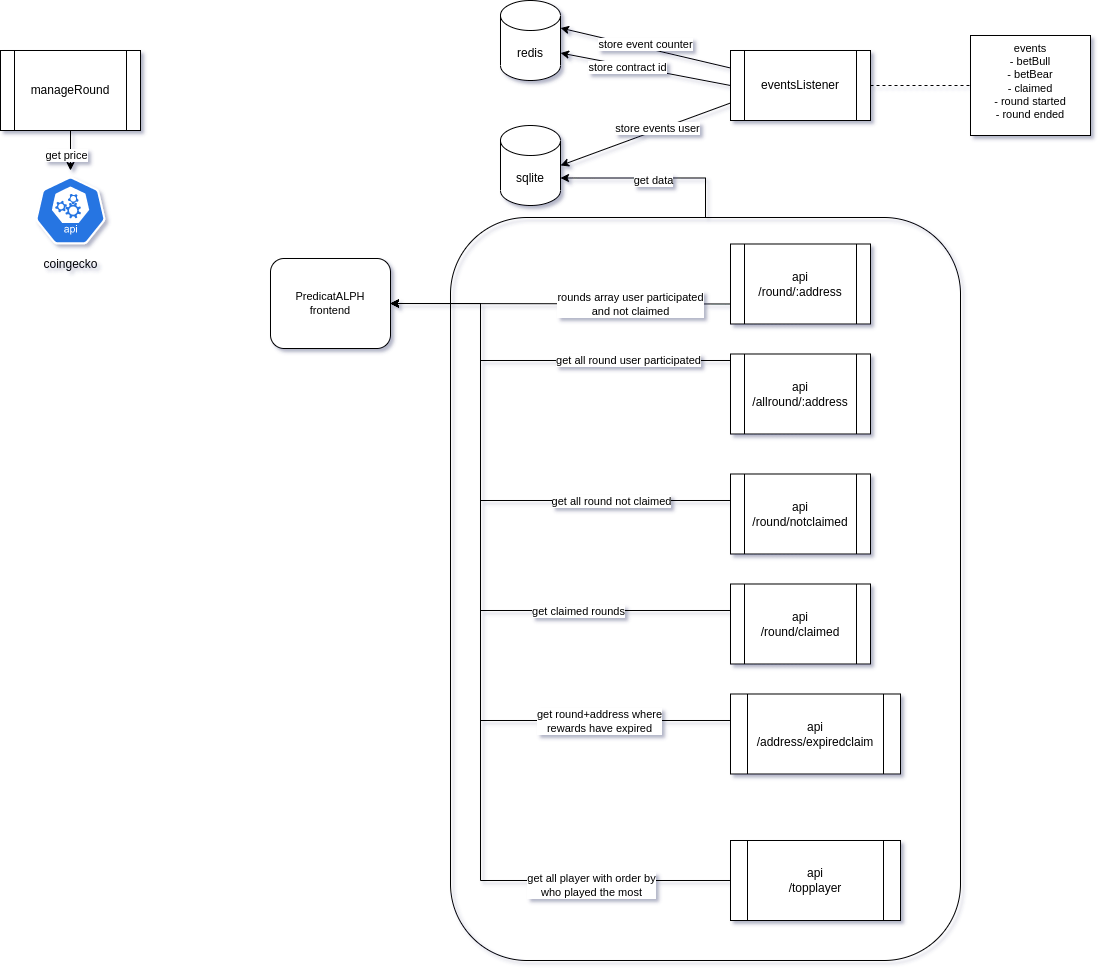 redis
store event counter
store contract id
eventsListener
events
- betBull
- betBear
- claimed
- round started
- round ended
manageRound
get price
api
coingecko
store events user
sqlite
get data
PredicatALPH
frontend
rounds array user participated
and not claimed
api
/round/:address
get all round user participated
api
/allround/:address
get all round not claimed
api
/round/notclaimed
get claimed rounds
api
/round/claimed
get round+address where
rewards have expired
api
/address/expiredclaim
get all player with order by
who played the most
api
/topplayer